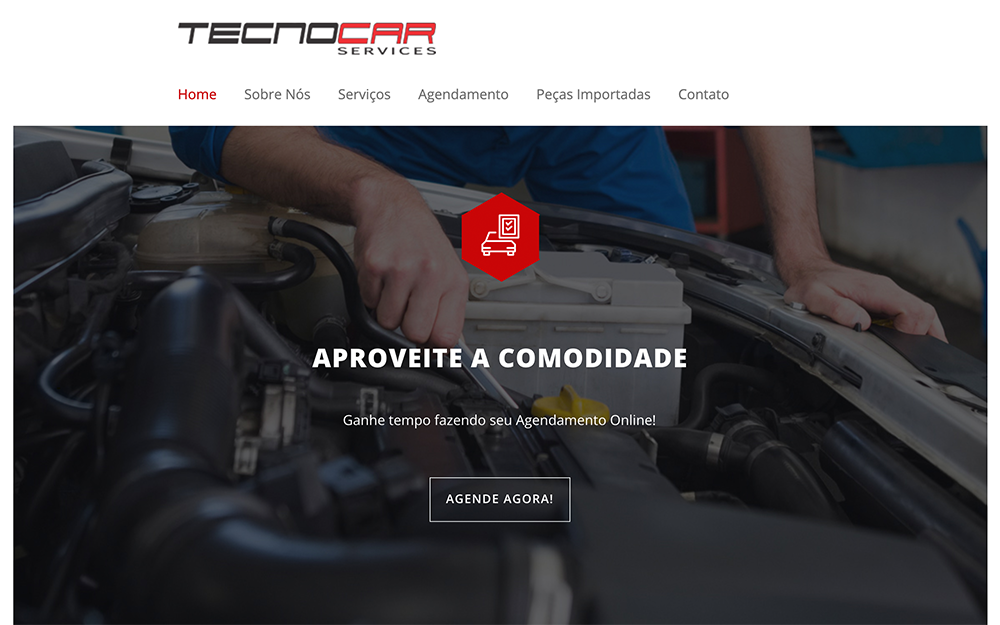 TECNOCAR
SERVICES
Home Sobre Nós Serviços Agendamento Peças Importadas Contato
APROVEITE A COMODIDADE
Ganhe tempo fazendo seu Agendamento Online!
AGENDE AGORA!